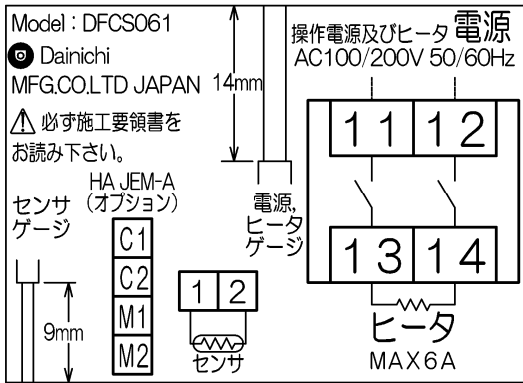 Model : DFCS061
Dainichi
MFG.CO.LTD JAPAN
必ず施工要領書を
お読み下さい。
HA JEM-A
（オプション）
C1
C2
M1
M2
センサ
ゲージ
9mm
14mm
電源,
ヒータ
ゲージ
1 2
センサ
操作電源及びヒータ 電源
AC100/200V 50/60Hz
11 12
13 14
ヒータ
MAX6A